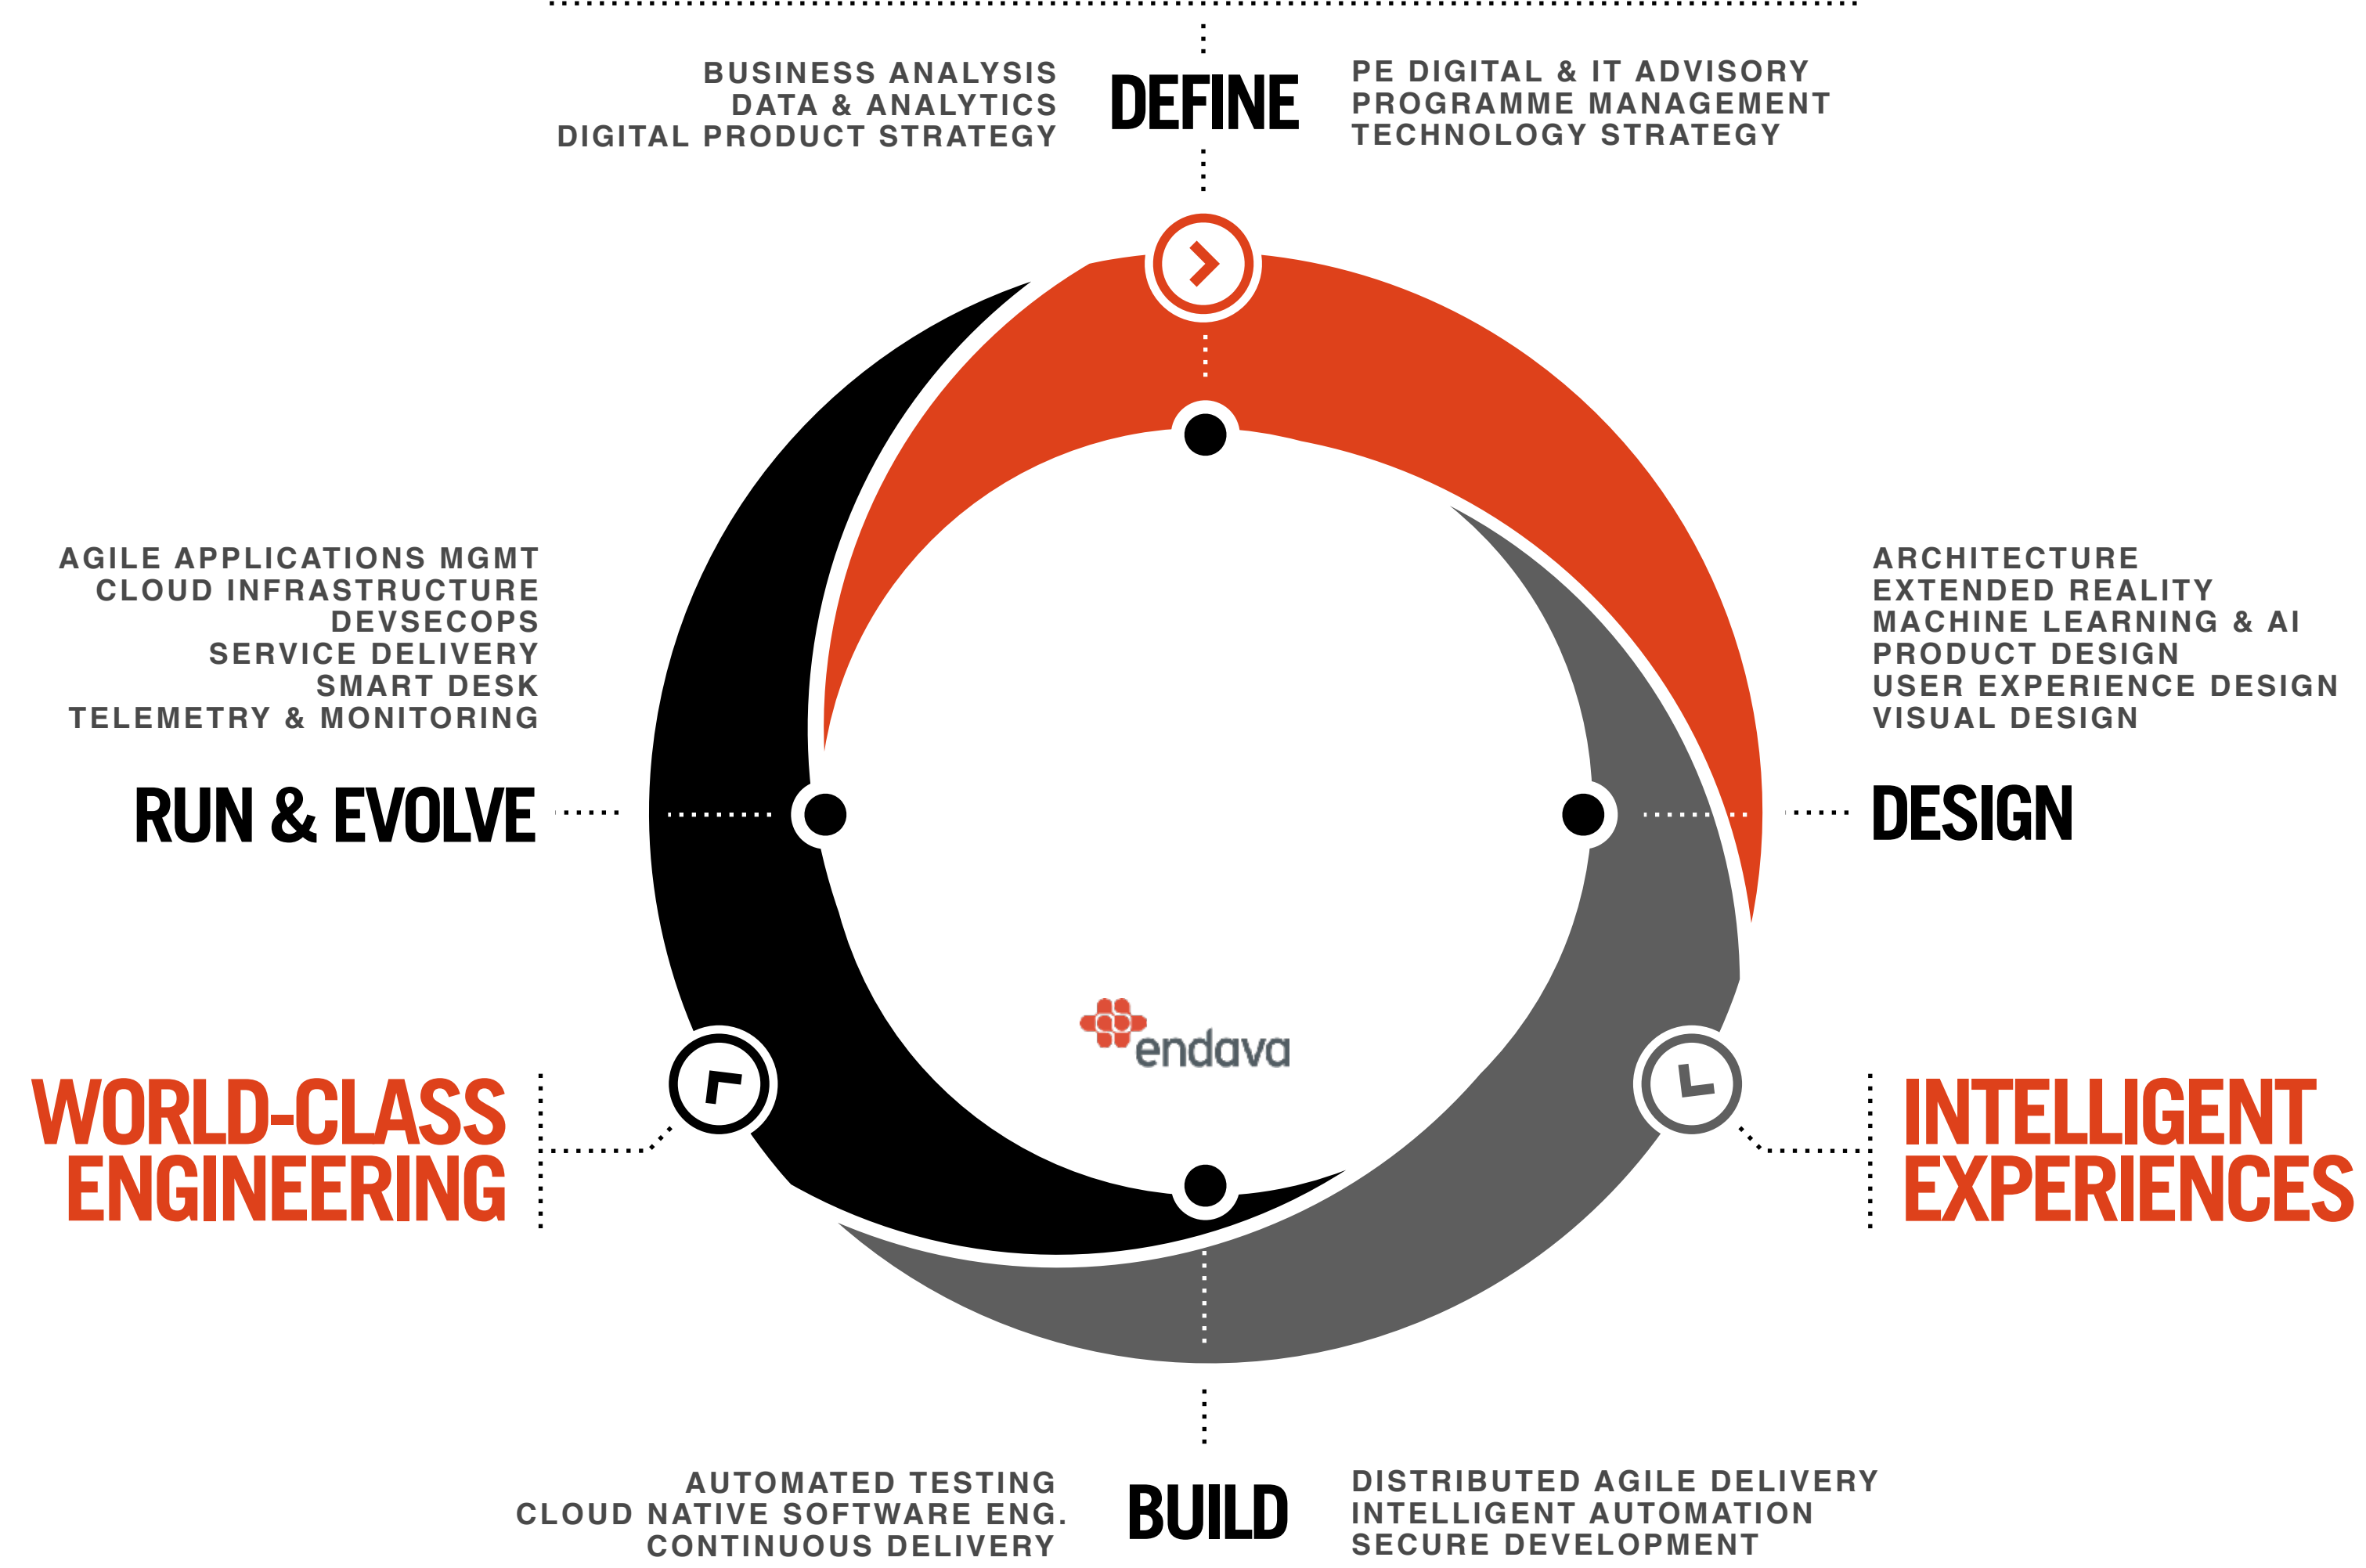 BUSINESS ANALYSIS
DATA & ANALYTICS
DIGITAL PRODUCT STRATEGY
DEFINE
PE DIGITAL & IT ADVISORY
PROGRAMME MANAGEMENT
TECHNOLOGY STRATEGY
AGILE APPLICATIONS MGMT
CLOUD INFRASTRUCTURE
DEVSECOPS
SERVICE DELIVERY
SMART DESK
TELEMETRY & MONITORING
RUN & EVOLVE
ARCHITECTURE
EXTENDED REALITY
MACHINE LEARNING & AI
PRODUCT DESIGN
USER EXPERIENCE DESIGN
VISUAL DESIGN
DESIGN
endava
WORLD-CLASS
ENGINEERING
INTELLIGENT
EXPERIENCES
AUTOMATED TESTING
CLOUD NATIVE SOFTWARE ENG.
CONTINUOUS DELIVERY
BUILD
DISTRIBUTED AGILE DELIVERY
INTELLIGENT AUTOMATION
SECURE DEVELOPMENT